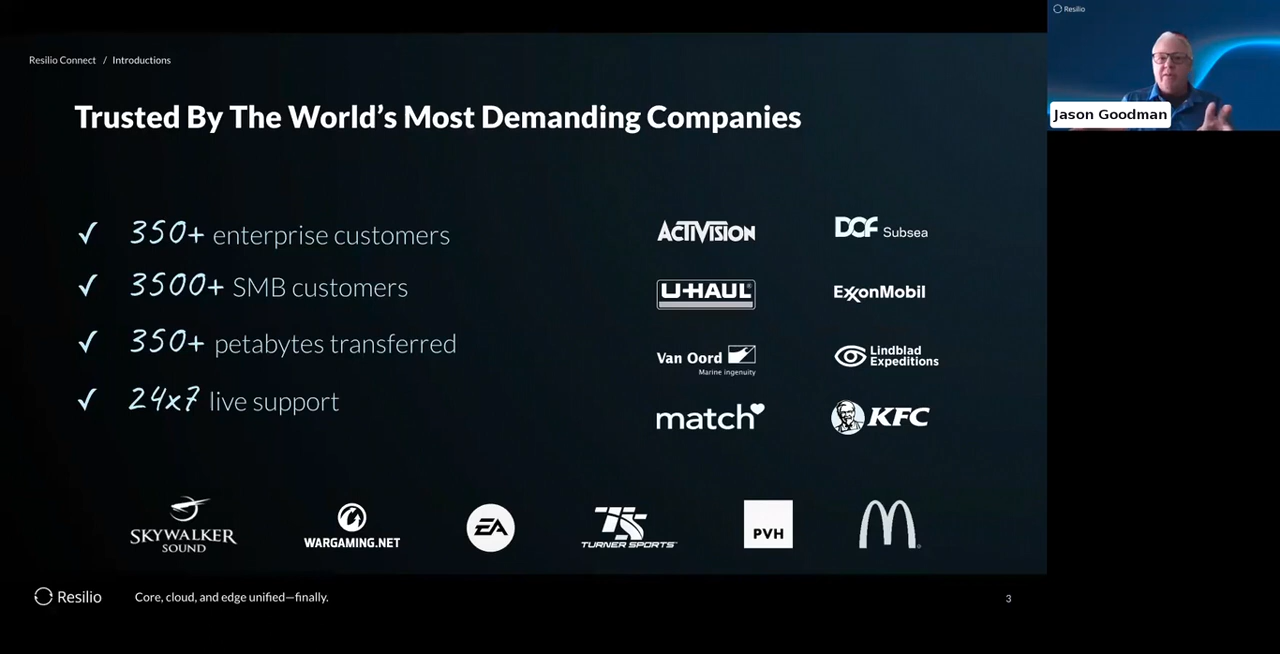 Resilio Connect / Introductions
Resilio
Jason Goodman
Trusted By The World’s Most Demanding Companies
✓ 350+ enterprise customers
✓ 3500+ SMB customers
✓ 350+ petabytes transferred
✓ 24x7 live support
ACTIVISION
DOF Subsea
U-HAUL®
ExxonMobil
Van Oord
Marine ingenuity
Lindblad
Expeditions
match
KFC
SKYWALKER
SOUND
WARGAMING.NET
EA
TS
TURNER SPORTS
PVH
M
Resilio
Core, cloud, and edge unified—finally.
3